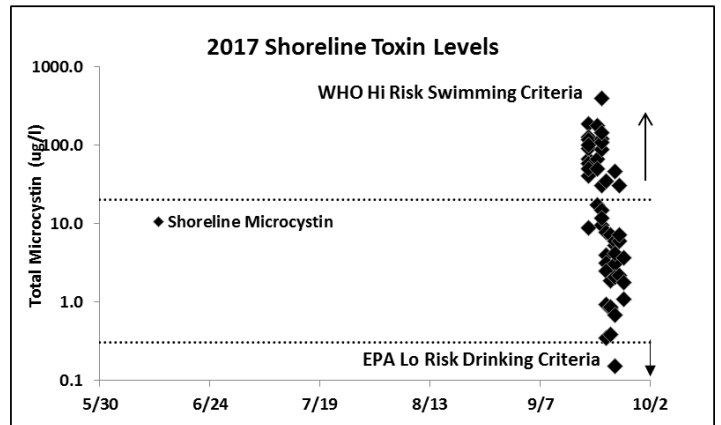 2017 Shoreline Toxin Levels
Total Microcystin (ug/l)
1000.0
100.0
10.0
1.0
0.1
WHO Hi Risk Swimming Criteria
Shoreline Microcystin
EPA Lo Risk Drinking Criteria
5/30 6/24 7/19 8/13 9/7 10/2